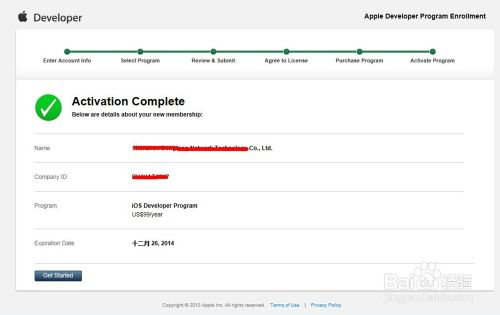 Developer
Apple Developer Program Enrollment
Enter Account Info
Select Program
Review & Submit
Agree to License
Purchase Program
Activate Program
Activation Complete
Below are details about your new membership:
Name Co., Ltd.
Company ID
Program iOS Developer Program
US$99/year
Expiration Date 十二月 26, 2014
Get Started
Copyright © 2013 Apple Inc. All rights reserved. Terms of Use | Privacy Policy
Baidu 经验
jingyan.baidu.com